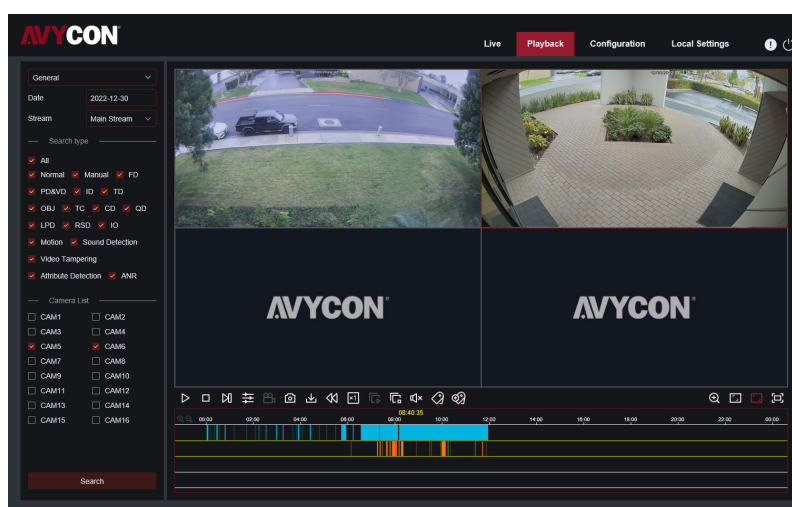 AVYCON
Live Playback Configuration Local Settings
General
Date 2022-12-30
Stream Main Stream
Search type
All
Normal Manual FD
PD&VD ID TD
OBJ TC CD QD
LPD RSD IO
Motion Sound Detection
Video Tampering
Attribute Detection ANR
Camera List
CAM1 CAM2
CAM3 CAM4
CAM5 CAM6
CAM7 CAM8
CAM9 CAM10
CAM11 CAM12
CAM13 CAM14
CAM15 CAM16
Search
AVYCON AVYCON
×1
08:40:35
00:00 02:00 04:00 06:00 08:00 10:00 12:00 14:00 16:00 18:00 20:00 22:00 00:00